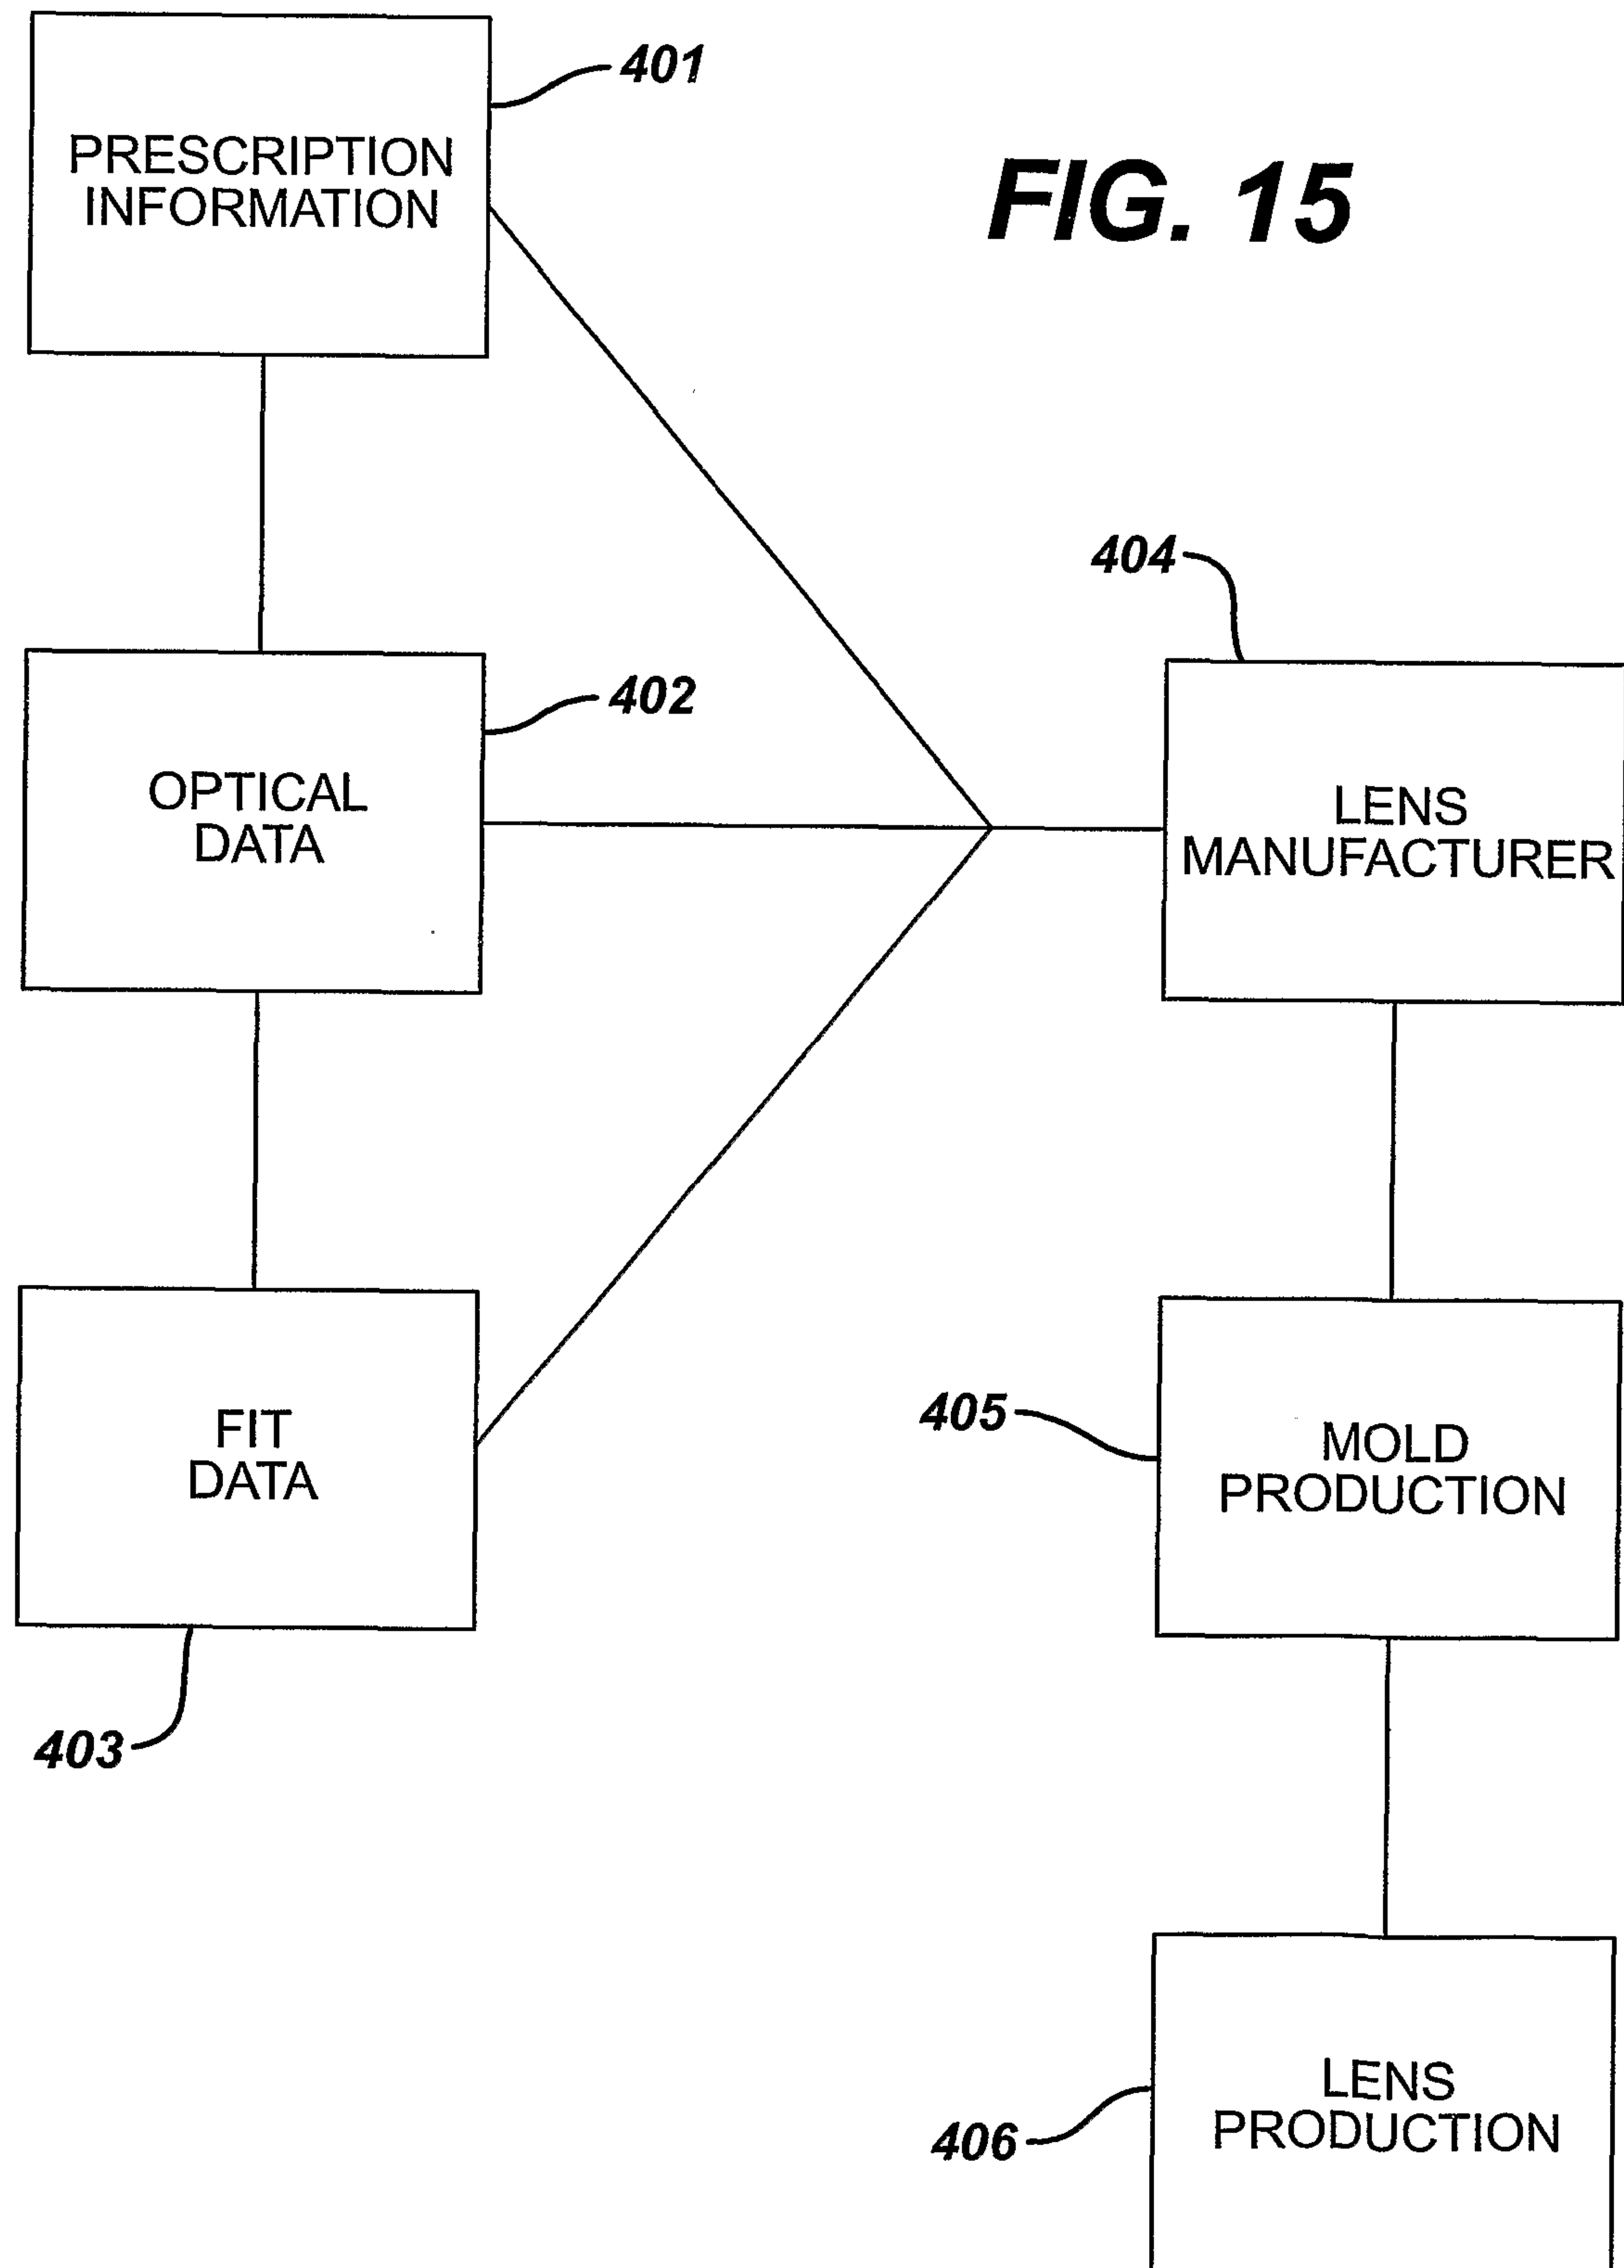 401
PRESCRIPTION
INFORMATION
FIG. 15
404
402
OPTICAL
DATA
LENS
MANUFACTURER
405
FIT
DATA
MOLD
PRODUCTION
403
406
LENS
PRODUCTION